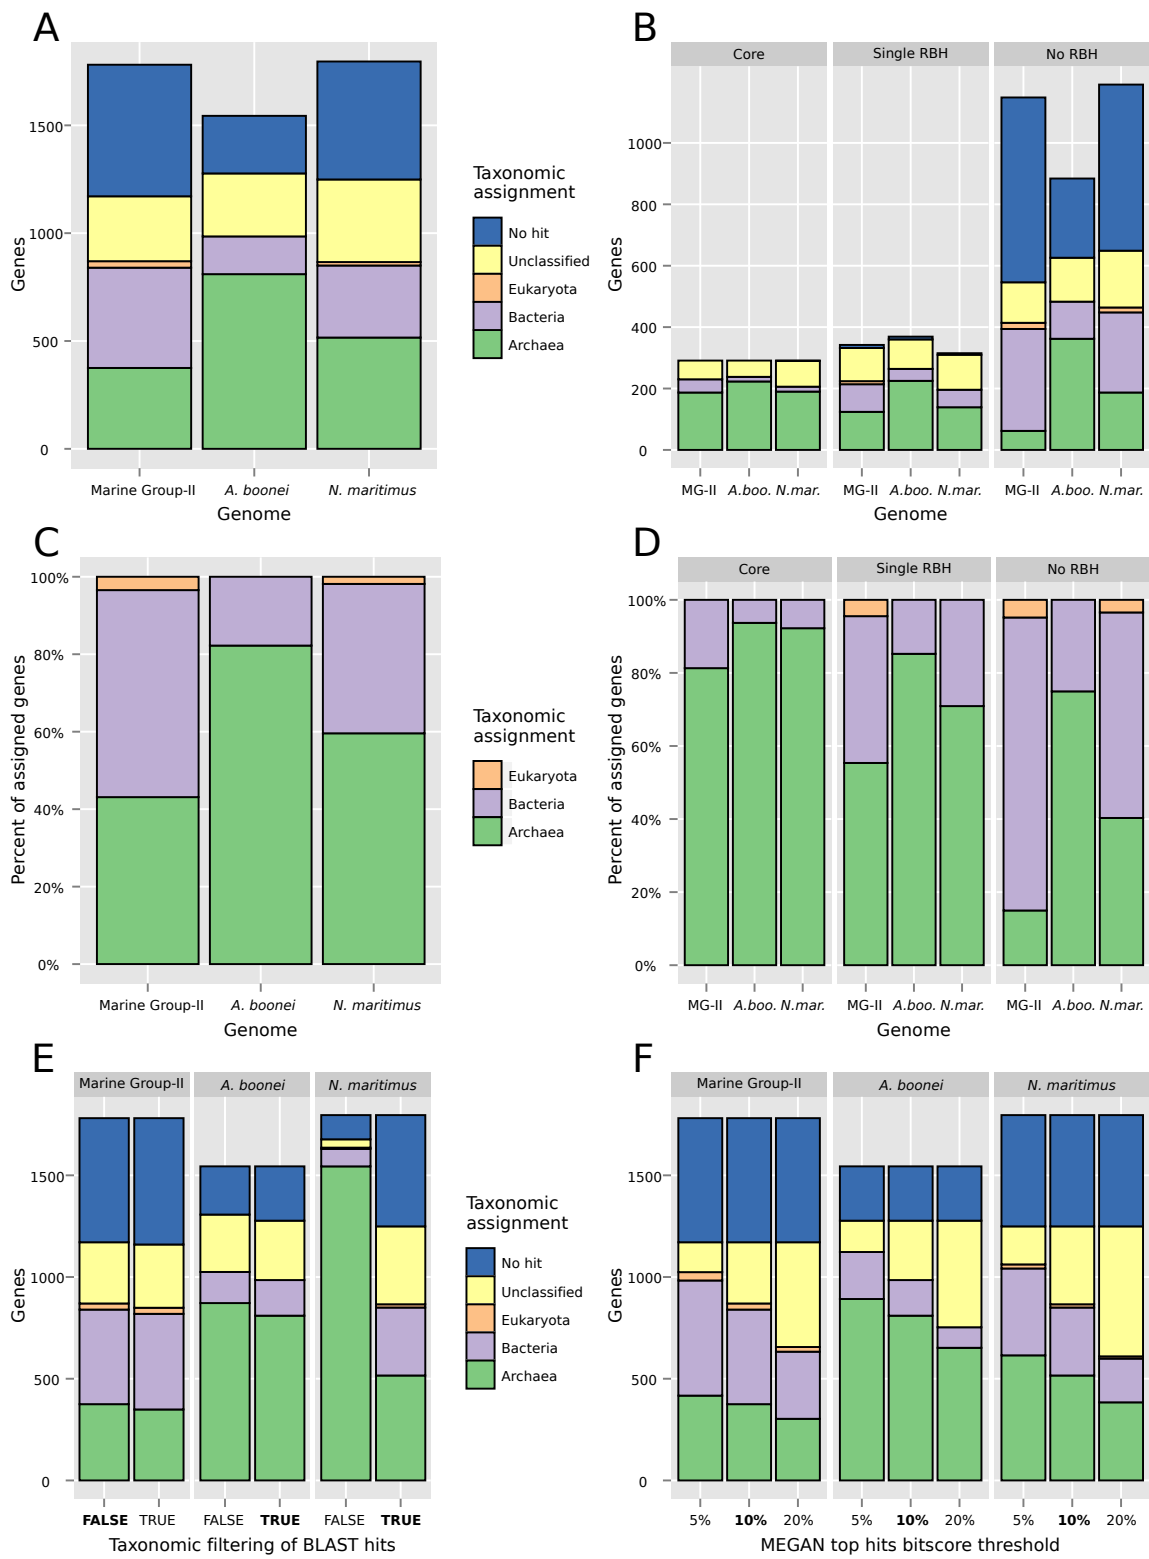 A
1500
1000
500
0
Genes
Marine Group-II A. boonei N. maritimus
Genome
Taxonomic
assignment
No hit
Unclassified
Eukaryota
Bacteria
Archaea
B
Core Single RBH No RBH
1000
800
600
400
200
0
Genes
MG-II A.boo. N.mar. MG-II A.boo. N.mar. MG-II A.boo. N.mar.
Genome
C
100%
80%
60%
40%
20%
0%
Percent of assigned genes
Marine Group-II A. boonei N. maritimus
Genome
Taxonomic
assignment
Eukaryota
Bacteria
Archaea
D
Core Single RBH No RBH
100%
80%
60%
40%
20%
0%
Percent of assigned genes
MG-II A.boo. N.mar. MG-II A.boo. N.mar. MG-II A.boo. N.mar.
Genome
E
Marine Group-II A. boonei N. maritimus
1500
1000
500
0
Genes
FALSE TRUE FALSE TRUE FALSE TRUE
Taxonomic filtering of BLAST hits
Taxonomic
assignment
No hit
Unclassified
Eukaryota
Bacteria
Archaea
F
Marine Group-II A. boonei N. maritimus
1500
1000
500
0
Genes
5% 10% 20% 5% 10% 20% 5% 10% 20%
MEGAN top hits bitscore threshold